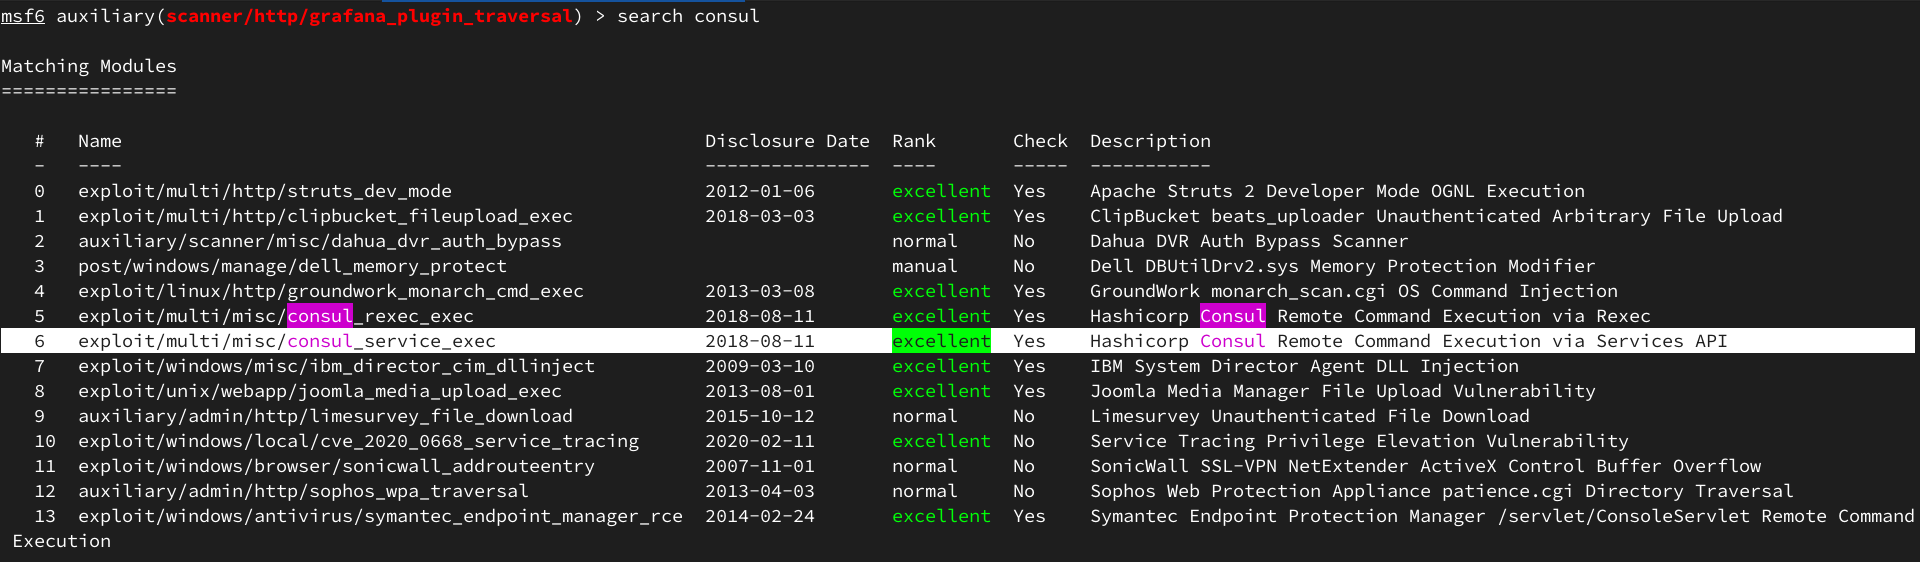 msf6 auxiliary(scanner/http/grafana_plugin_traversal) > search consul
Matching Modules
================
#   Name   Disclosure Date   Rank   Check   Description
-   ----   ---------------   ----   -----   -----------
0   exploit/multi/http/struts_dev_mode   2012-01-06   excellent   Yes   Apache Struts 2 Developer Mode OGNL Execution
1   exploit/multi/http/clipbucket_fileupload_exec   2018-03-03   excellent   Yes   ClipBucket beats_uploader Unauthenticated Arbitrary File Upload
2   auxiliary/scanner/misc/dahua_dvr_auth_bypass   normal   No   Dahua DVR Auth Bypass Scanner
3   post/windows/manage/dell_memory_protect   manual   No   Dell DBUtilDrv2.sys Memory Protection Modifier
4   exploit/linux/http/groundwork_monarch_cmd_exec   2013-03-08   excellent   Yes   GroundWork monarch_scan.cgi OS Command Injection
5   exploit/multi/misc/consul_rexec_exec   2018-08-11   excellent   Yes   Hashicorp Consul Remote Command Execution via Rexec
6   exploit/multi/misc/consul_service_exec   2018-08-11   excellent   Yes   Hashicorp Consul Remote Command Execution via Services API
7   exploit/windows/misc/ibm_director_cim_dllinject   2009-03-10   excellent   Yes   IBM System Director Agent DLL Injection
8   exploit/unix/webapp/joomla_media_upload_exec   2013-08-01   excellent   Yes   Joomla Media Manager File Upload Vulnerability
9   auxiliary/admin/http/limesurvey_file_download   2015-10-12   normal   No   Limesurvey Unauthenticated File Download
10   exploit/windows/local/cve_2020_0668_service_tracing   2020-02-11   excellent   No   Service Tracing Privilege Elevation Vulnerability
11   exploit/windows/browser/sonicwall_addrouteentry   2007-11-01   normal   No   SonicWall SSL-VPN NetExtender ActiveX Control Buffer Overflow
12   auxiliary/admin/http/sophos_wpa_traversal   2013-04-03   normal   No   Sophos Web Protection Appliance patience.cgi Directory Traversal
13   exploit/windows/antivirus/symantec_endpoint_manager_rce   2014-02-24   excellent   Yes   Symantec Endpoint Protection Manager /servlet/ConsoleServlet Remote Command
Execution